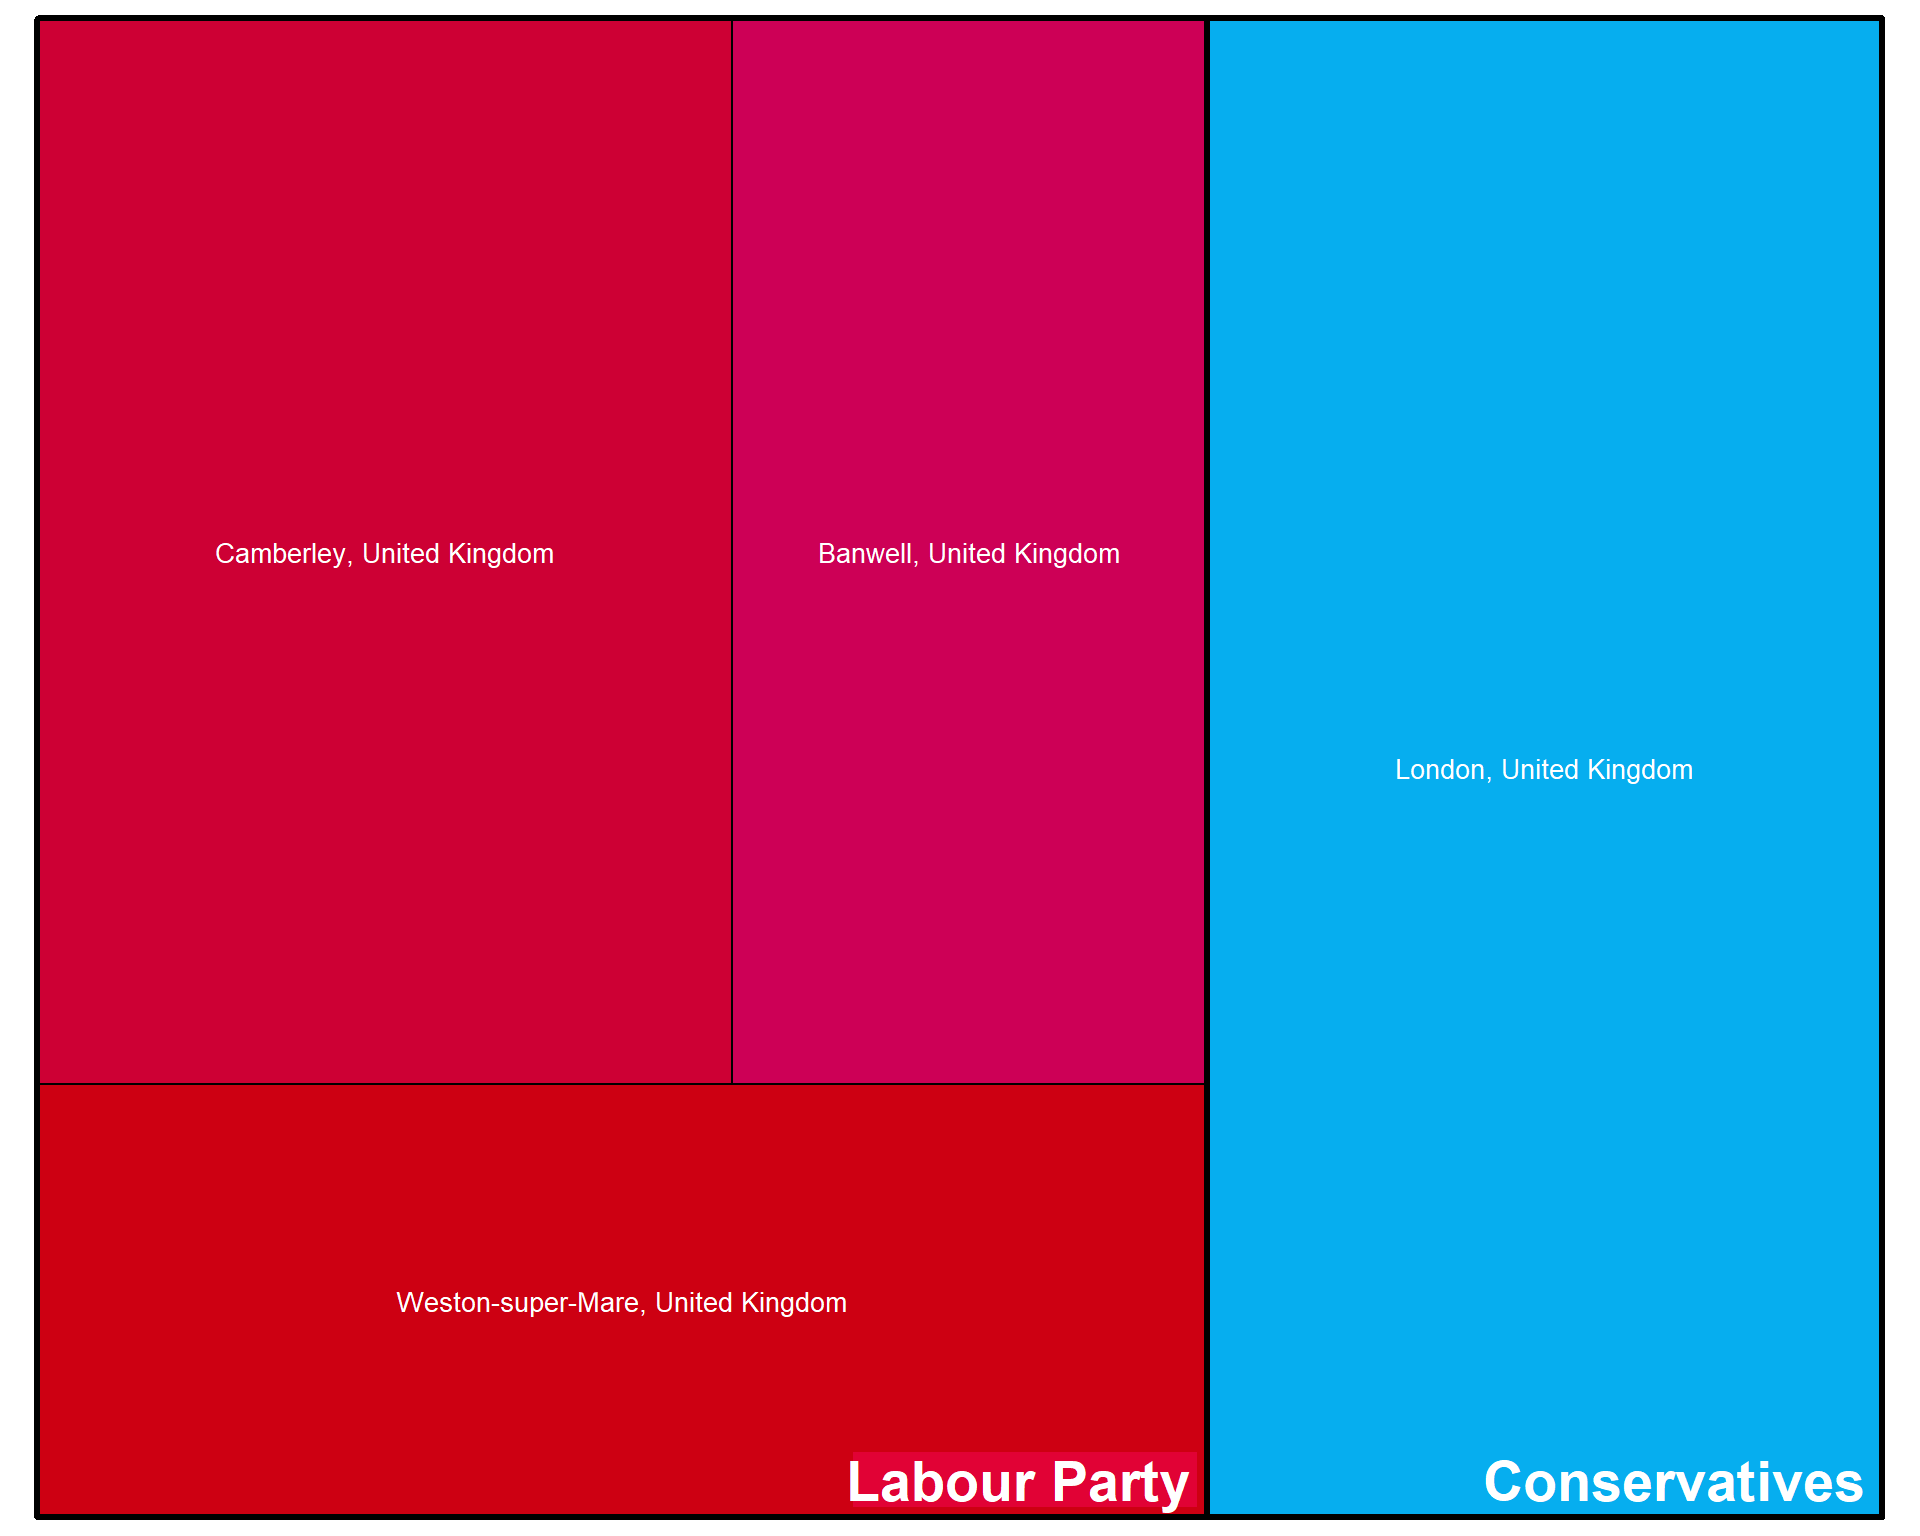 Camberley, United Kingdom
Banwell, United Kingdom
London, United Kingdom
Weston-super-Mare, United Kingdom
Labour Party
Conservatives